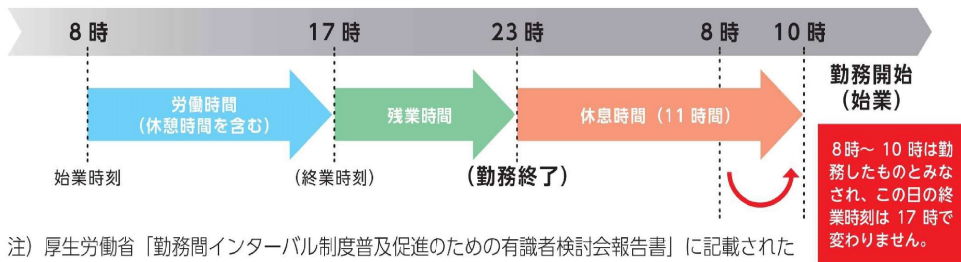 8時 17時 23時 8時 10時
労働時間
（休憩時間を含む）
残業時間
休息時間（11時間）
勤務開始
（始業）
始業時刻
（終業時刻）
（勤務終了）
8時～10時は勤
務したものとみな
され、この日の終
業時刻は17時で
変わりません。
注）厚生労働省「勤務間インターバル制度普及促進のための有識者検討会報告書」に記載された